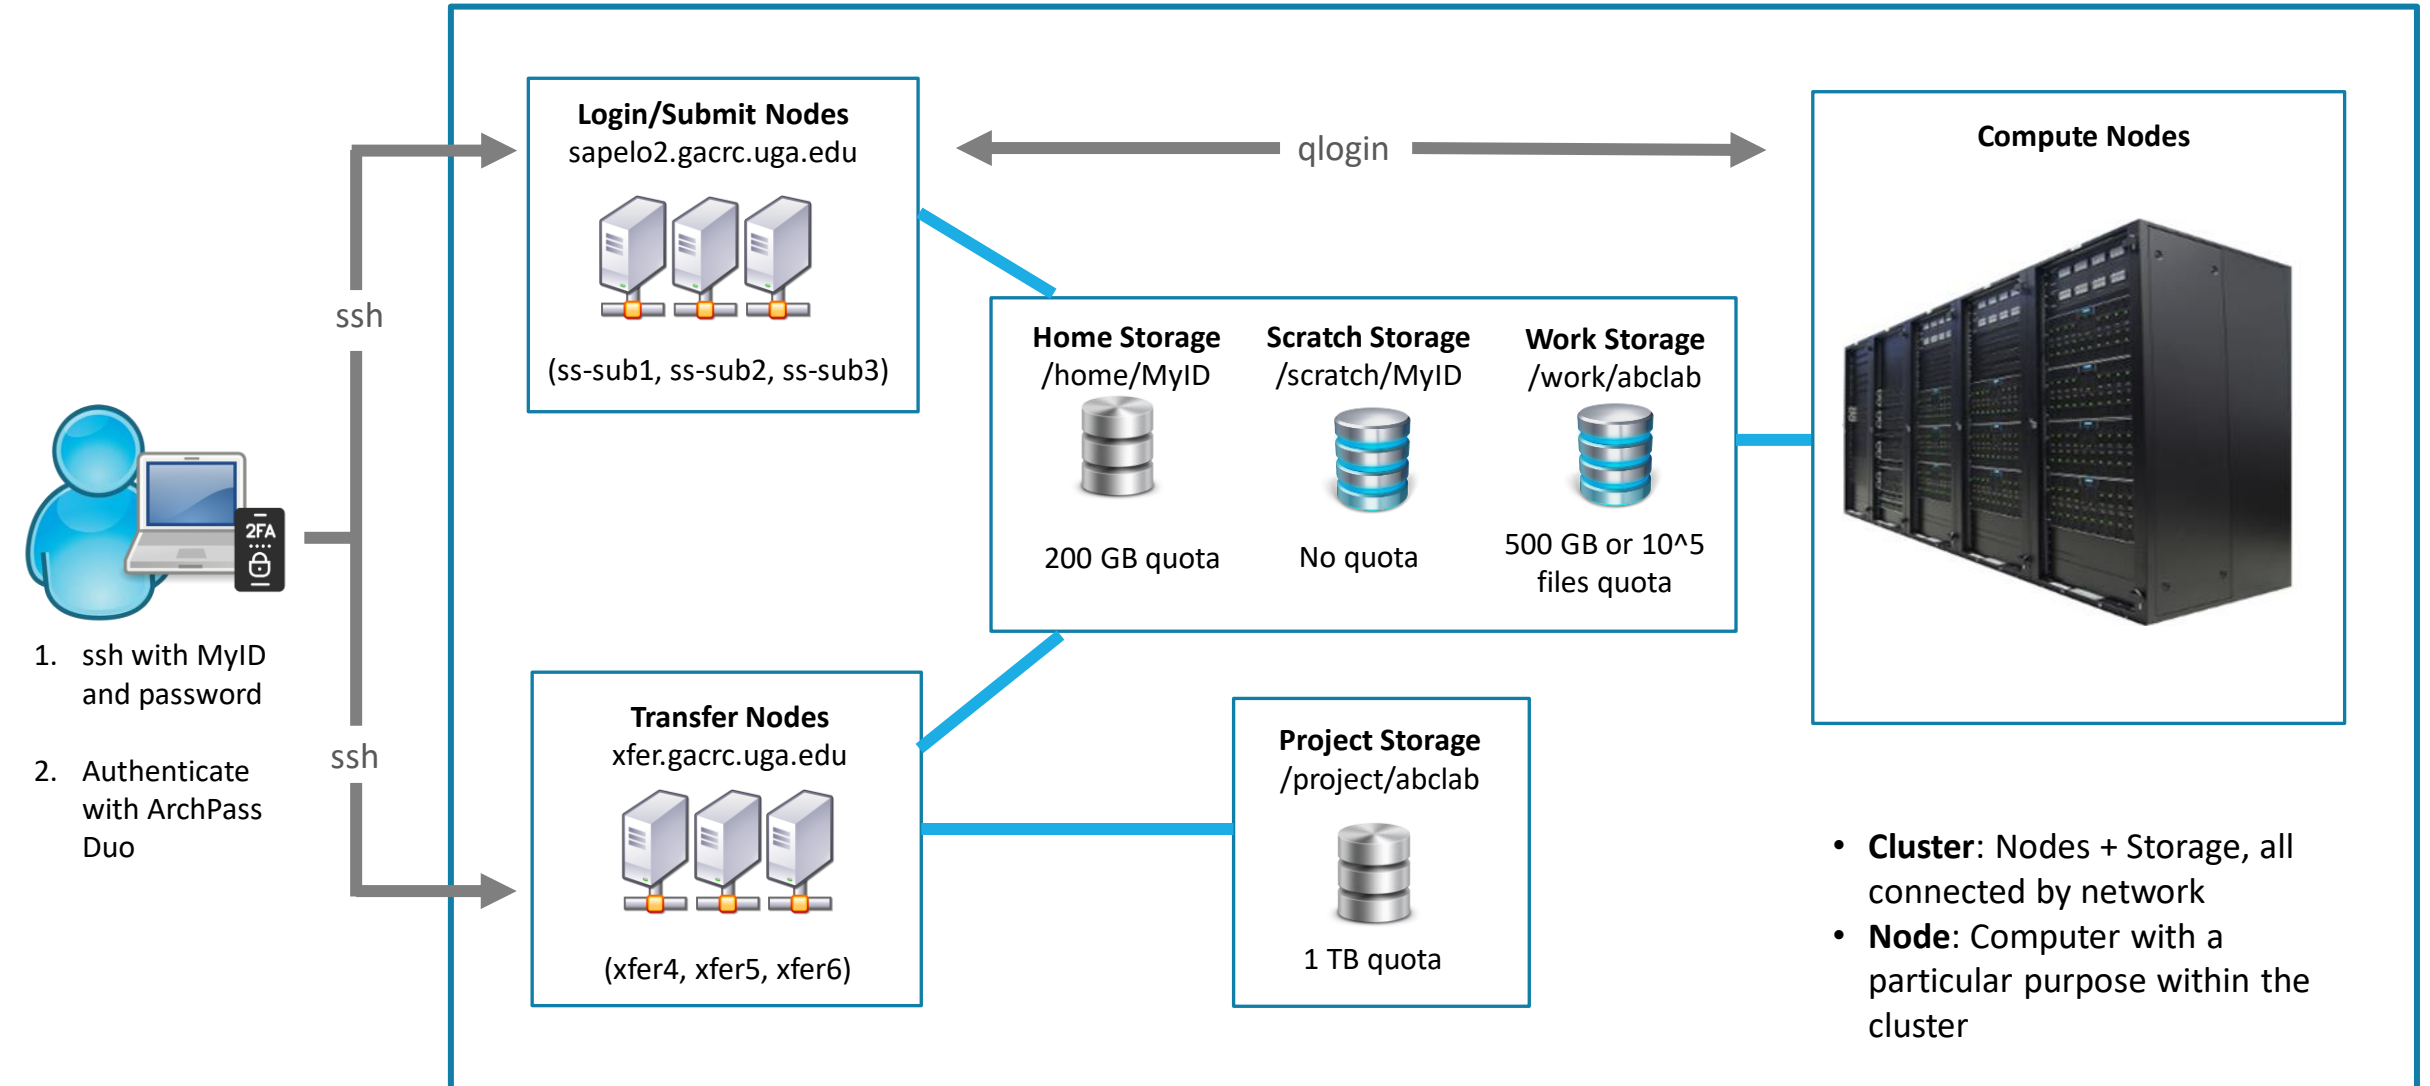 Login/Submit Nodes
sapelo2.gacrc.uga.edu
(ss-sub1, ss-sub2, ss-sub3)
qlogin
Compute Nodes
ssh
Home Storage
/home/MyID
200 GB quota
Scratch Storage
/scratch/MyID
No quota
Work Storage
/work/abclab
500 GB or 10^5
files quota
2FA
1. ssh with MyID
and password
2. Authenticate
with ArchPass
Duo
ssh
Transfer Nodes
xfer.gacrc.uga.edu
(xfer4, xfer5, xfer6)
Project Storage
/project/abclab
1 TB quota
• Cluster: Nodes + Storage, all
connected by network
• Node: Computer with a
particular purpose within the
cluster